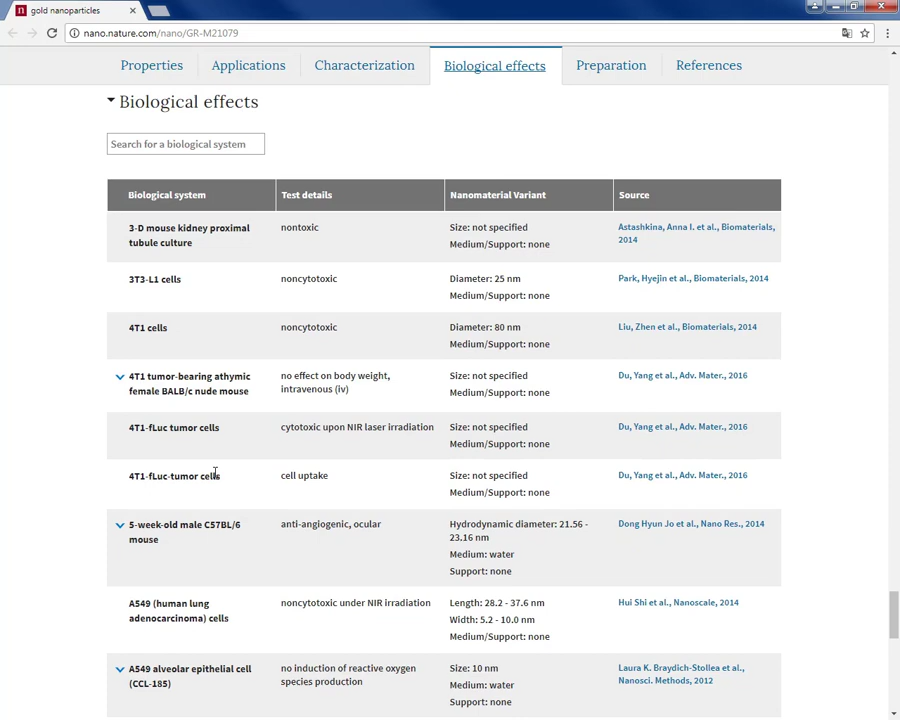 gold nanoparticles
nano.nature.com/nano/GR-M21079
Properties Applications Characterization Biological effects Preparation References
Biological effects
Search for a biological system
Biological system Test details Nanomaterial Variant Source
3-D mouse kidney proximal tubule culture nontoxic Size: not specified Astashkina, Anna I. et al., Biomaterials,
Medium/Support: none 2014
3T3-L1 cells noncytotoxic Diameter: 25 nm Park, Hyejin et al., Biomaterials, 2014
Medium/Support: none
4T1 cells noncytotoxic Diameter: 80 nm Liu, Zhen et al., Biomaterials, 2014
Medium/Support: none
4T1 tumor-bearing athymic no effect on body weight, Size: not specified Du, Yang et al., Adv. Mater., 2016
female BALB/c nude mouse intravenous (iv) Medium/Support: none
4T1-fLuc tumor cells cytotoxic upon NIR laser irradiation Size: not specified Du, Yang et al., Adv. Mater., 2016
Medium/Support: none
4T1-fLuc-tumor cells cell uptake Size: not specified Du, Yang et al., Adv. Mater., 2016
Medium/Support: none
5-week-old male C57BL/6 anti-angiogenic, ocular Hydrodynamic diameter: 21.56 - Dong Hyun Jo et al., Nano Res., 2014
mouse 23.16 nm
Medium: water
Support: none
A549 (human lung noncytotoxic under NIR irradiation Length: 28.2 - 37.6 nm Hui Shi et al., Nanoscale, 2014
adenocarcinoma) cells Width: 5.2 - 10.0 nm
Medium/Support: none
A549 alveolar epithelial cell no induction of reactive oxygen Size: 10 nm Laura K. Braydich-Stollea et al.,
(CCL-185) species production Medium: water Nanosci. Methods, 2012
Support: none